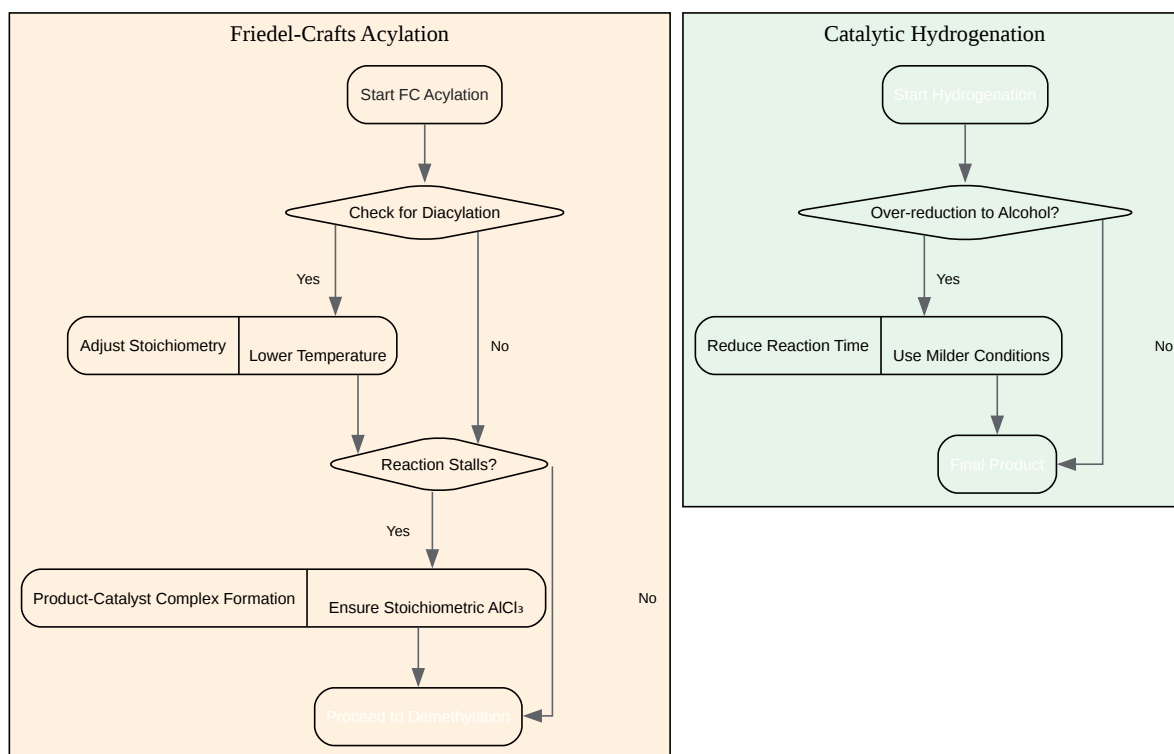 Friedel-Crafts Acylation
Start FC Acylation
Check for Diacylation
Yes
No
Adjust Stoichiometry
Lower Temperature
Reaction Stalls?
Yes
No
Product-Catalyst Complex Formation
Ensure Stoichiometric AlCl₃
Proceed to Demethylation
Catalytic Hydrogenation
Start Hydrogenation
Over-reduction to Alcohol?
Yes
No
Reduce Reaction Time
Use Milder Conditions
Final Product